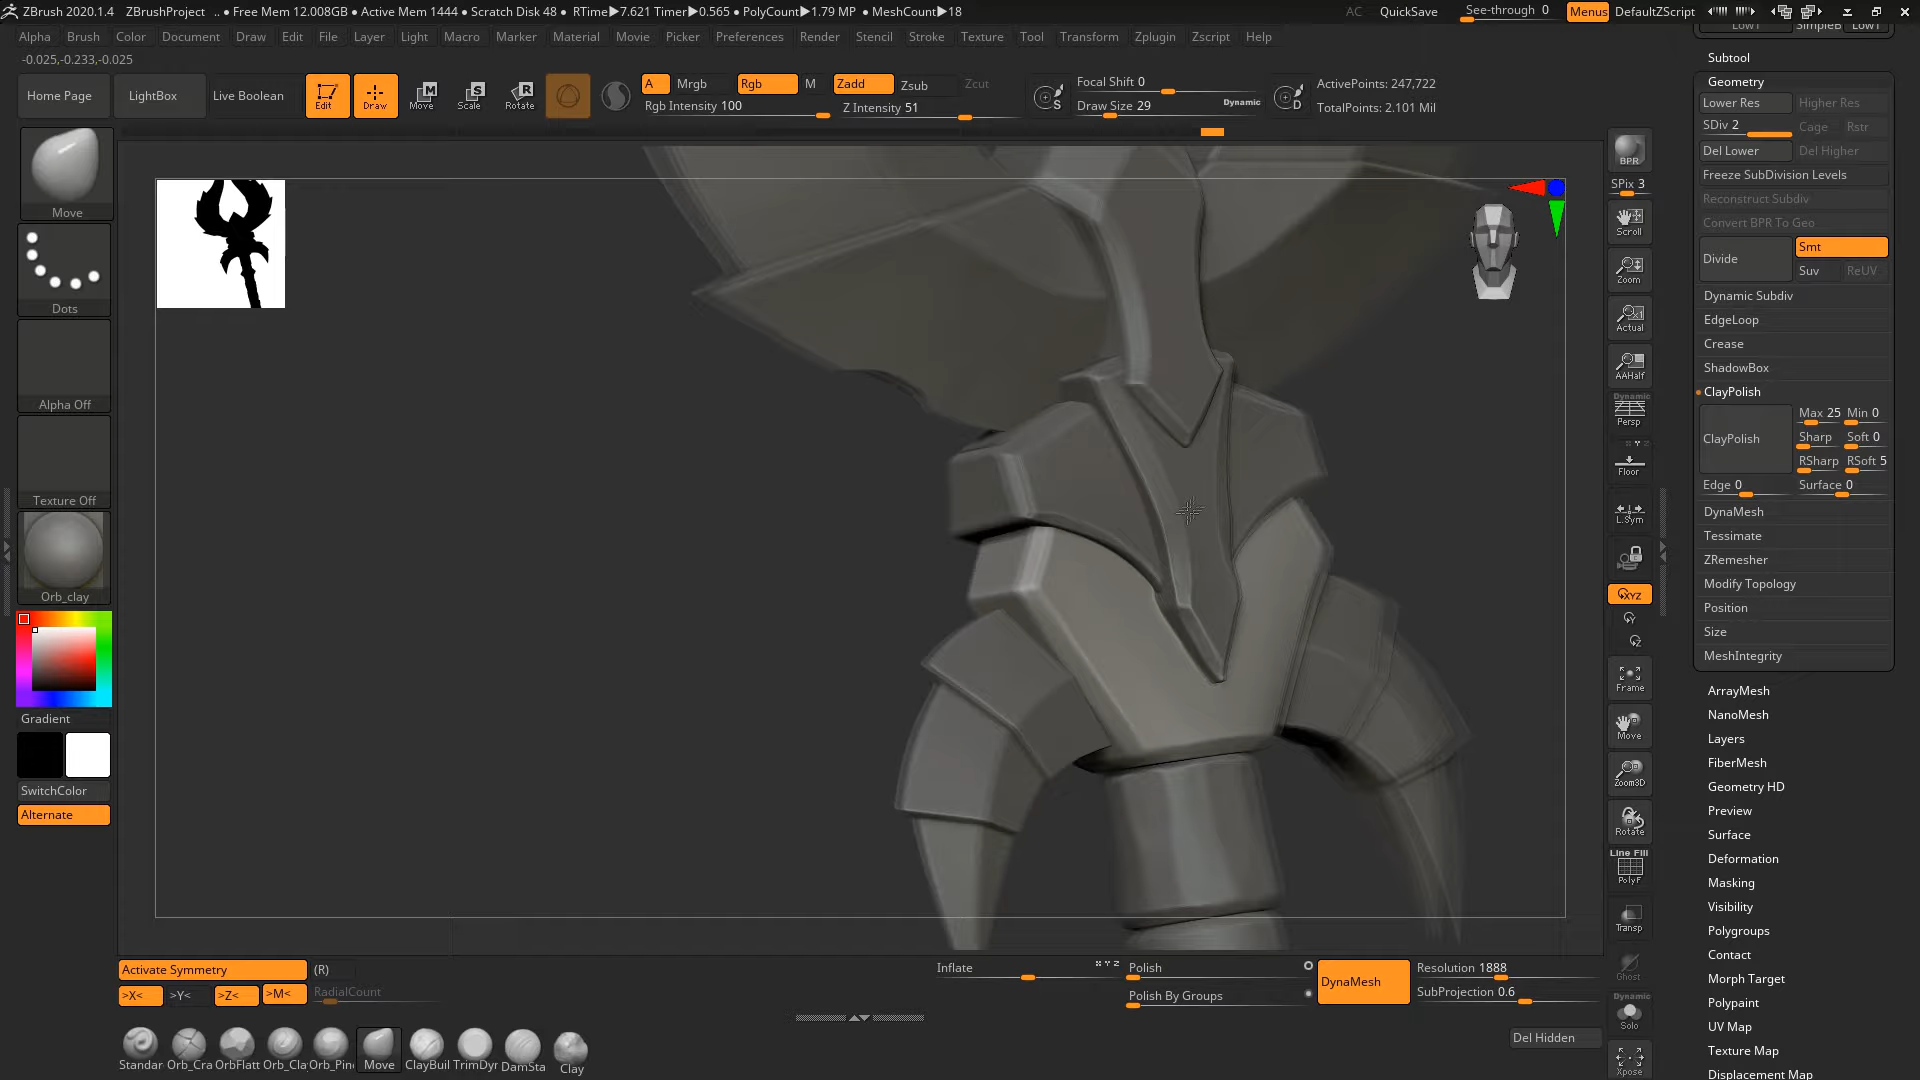 ZBrush 2020.1.4 ZBrushProject .. • Free Mem 12.008GB • Active Mem 1444 • Scratch Disk 48 • RTime▶7.621 Timer▶0.565 • PolyCount▶1.79 MP • MeshCount▶18 AC QuickSave See-through 0 Menus DefaultZScript
Alpha Brush Color Document Draw Edit File Layer Light Macro Marker Material Movie Picker Preferences Render Stencil Stroke Texture Tool Transform Zplugin Zscript Help
-0.025,-0.233,-0.025
Home Page LightBox Live Boolean Edit Draw Move Scale Rotate
A Mrgb Rgb M Zadd Zsub Zcut
Rgb Intensity 100 Z Intensity 51
S Focal Shift 0
Draw Size 29 Dynamic
D ActivePoints: 247,722
TotalPoints: 2.101 Mil
Move
Dots
Alpha Off
Texture Off
Orb_clay
Gradient
SwitchColor
Alternate
BPR
SPix 3
Scroll
Zoom
Actual
AAHalf
Dynamic
Persp
Floor
L.Sym
XYZ
Y
Z
Frame
Move
Zoom3D
Rotate
Line Fill
PolyF
Transp
Ghost
Dynamic
Solo
Xpose
Subtool
Geometry
Lower Res Higher Res
SDiv 2 Cage Rstr
Del Lower Del Higher
Freeze SubDivision Levels
Reconstruct Subdiv
Convert BPR To Geo
Divide Smt
Suv ReUV
Dynamic Subdiv
EdgeLoop
Crease
ShadowBox
ClayPolish
ClayPolish Max 25 Min 0
Sharp Soft 0
RSharp RSoft 5
Edge 0 Surface 0
DynaMesh
Tessimate
ZRemesher
Modify Topology
Position
Size
MeshIntegrity
ArrayMesh
NanoMesh
Layers
FiberMesh
Geometry HD
Preview
Surface
Deformation
Masking
Visibility
Polygroups
Contact
Morph Target
Polypaint
UV Map
Texture Map
Displacement Map
Activate Symmetry (R)
>X< >Y< >Z< >M< RadialCount
Inflate X Y Z Polish
Polish By Groups
DynaMesh Resolution 1888
SubProjection 0.6
Del Hidden
Standar Orb_Cra OrbFlatt Orb_Cla Orb_Pin Move ClayBuil TrimDyr DamSta Clay